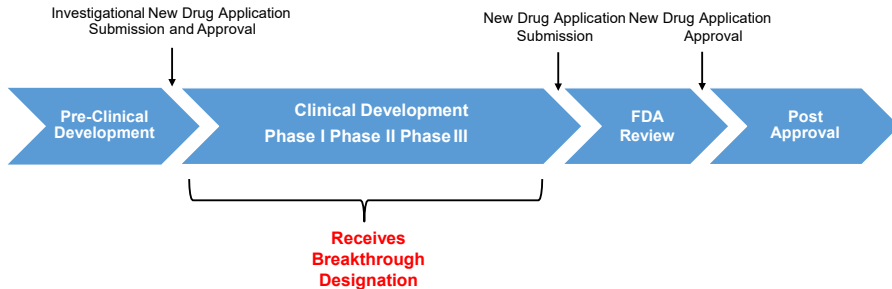 Investigational New Drug Application
Submission and Approval
New Drug Application
Submission
New Drug Application
Approval
Pre-Clinical
Development
Clinical Development
Phase I Phase II Phase III
FDA
Review
Post
Approval
Receives
Breakthrough
Designation